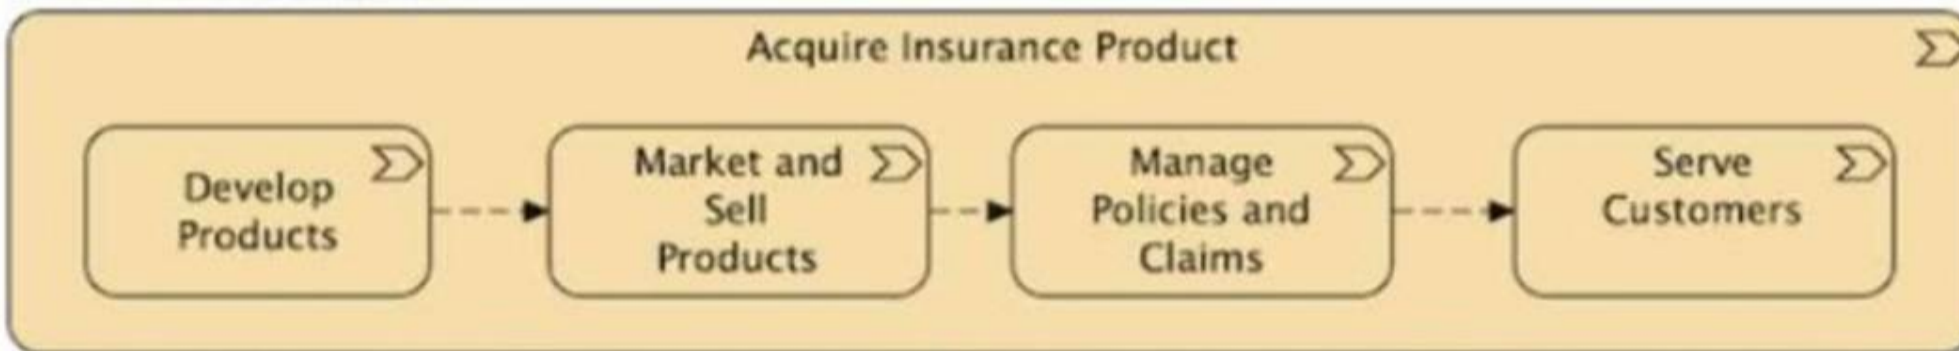 Acquire Insurance Product
Develop
Products
Market and
Sell
Products
Manage
Policies and
Claims
Serve
Customers